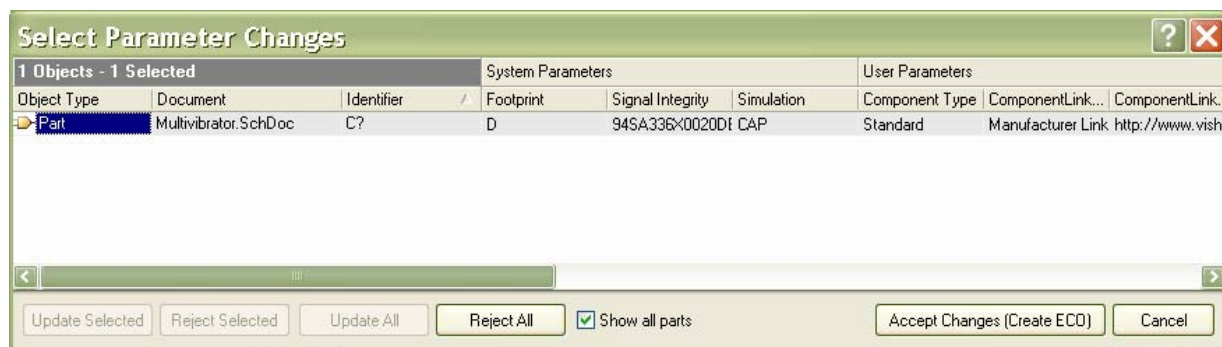 Select Parameter Changes
1 Objects - 1 Selected System Parameters User Parameters
Object Type Document Identifier Footprint Signal Integrity Simulation Component Type ComponentLink... ComponentLink.
Part Multivibrator.SchDoc C? D 94SA336X0020DE CAP Standard Manufacturer Link http://www.vish
Update Selected Reject Selected Update All Reject All Show all parts Accept Changes (Create ECO) Cancel